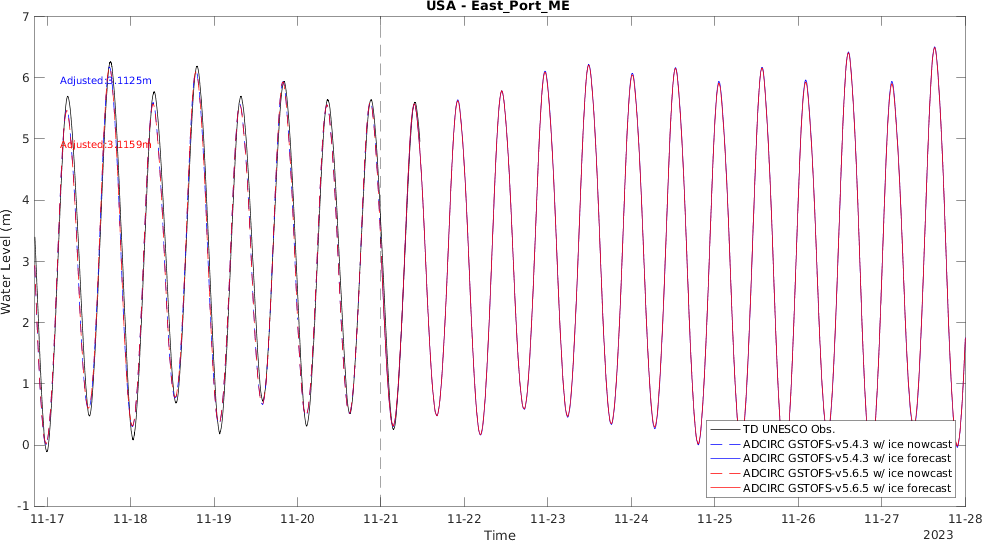 USA - East_Port_ME
Water Level (m)
7
6
5
4
3
2
1
0
-1
Adjusted:3.1125m
Adjusted:3.1159m
TD UNESCO Obs.
ADCIRC GSTOFS-v5.4.3 w/ ice nowcast
ADCIRC GSTOFS-v5.4.3 w/ ice forecast
ADCIRC GSTOFS-v5.6.5 w/ ice nowcast
ADCIRC GSTOFS-v5.6.5 w/ ice forecast
11-17 11-18 11-19 11-20 11-21 11-22 11-23 11-24 11-25 11-26 11-27 11-28
Time
2023